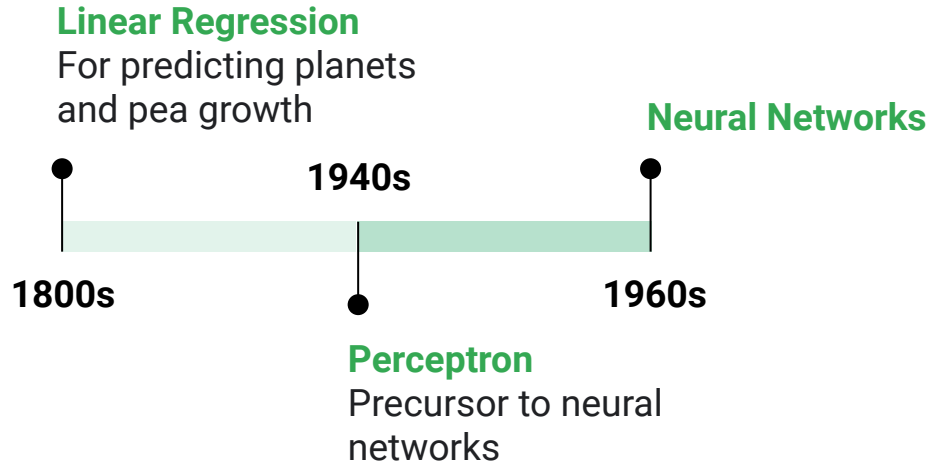 Linear Regression
For predicting planets
and pea growth
Neural Networks
1940s
1800s
1960s
Perceptron
Precursor to neural
networks